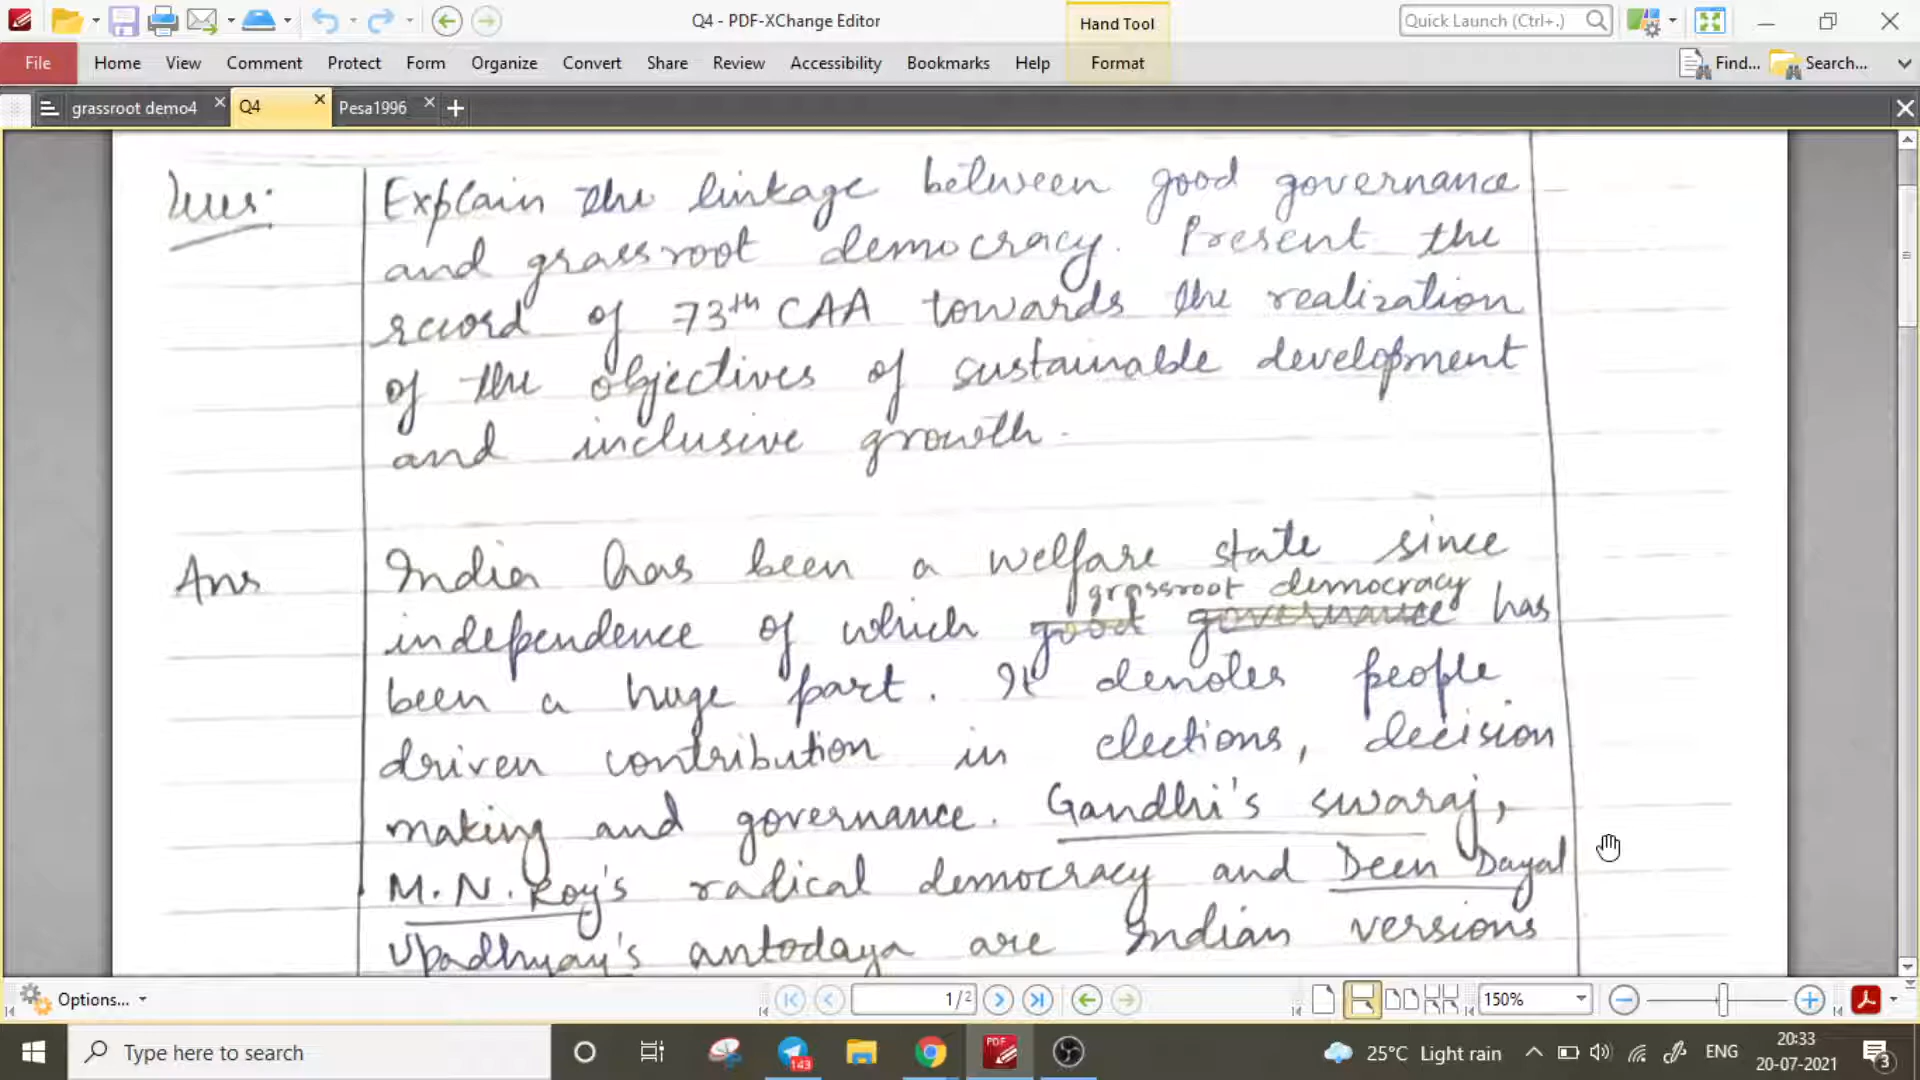 Q4 - PDF-XChange Editor
Hand Tool
Quick Launch (Ctrl+.)
File Home View Comment Protect Form Organize Convert Share Review Accessibility Bookmarks Help Format
Find... Search...
grassroot demo4 Q4 Pesa1996
Explain the linkage between good governance
and grassroot democracy. Present the
record of 73th CAA towards the realization
of the objectives of sustainable development
and inclusive growth.
Ans India has been a welfare state since
grassroot democracy
independence of which good governance has
been a huge part. It denotes people
driven contribution in elections, decision
making and governance. Gandhi's swaraj,
M.N. Roy's radical democracy and Deen Dayal
Upadhyay's antodaya are Indian versions
Options...
1/2
150%
Type here to search
143
PDF
25°C Light rain
ENG
20:33
20-07-2021
3